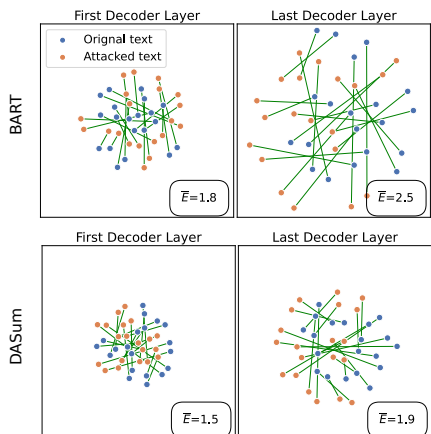 First Decoder Layer
Last Decoder Layer
Orignal text
Attacked text
BART
E̅=1.8
E̅=2.5
First Decoder Layer
Last Decoder Layer
DASum
E̅=1.5
E̅=1.9